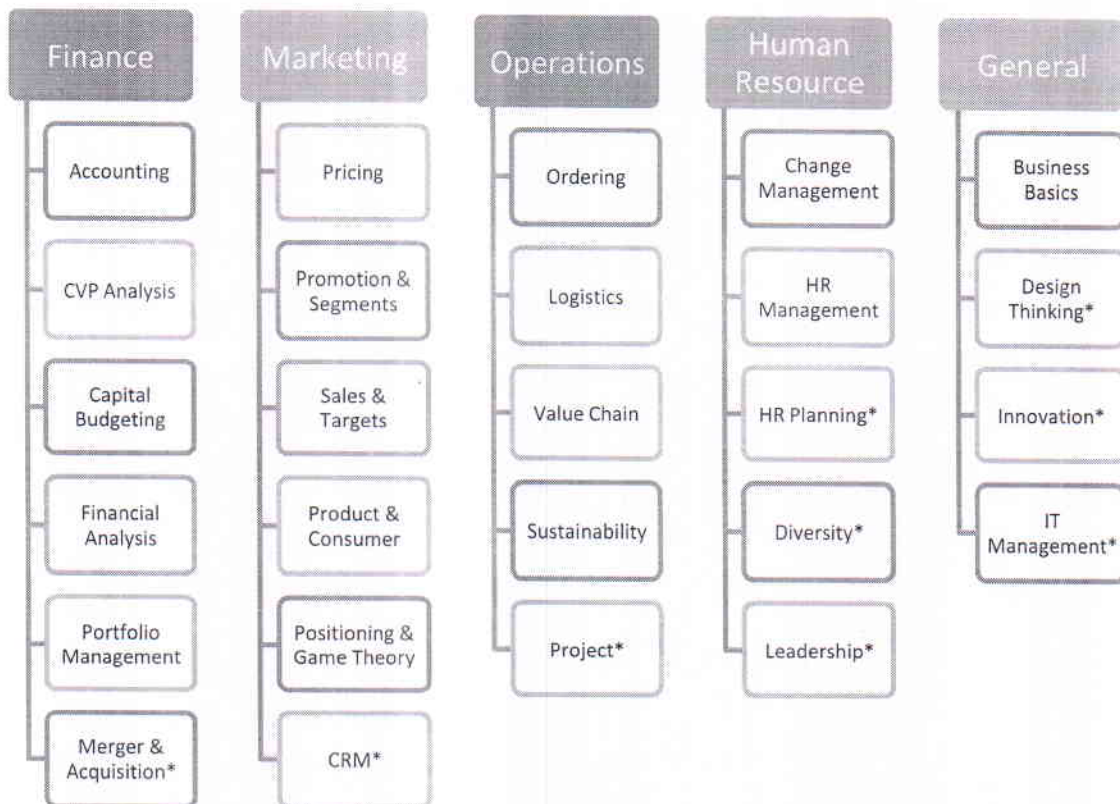 Finance
Accounting
CVP Analysis
Capital
Budgeting
Financial
Analysis
Portfolio
Management
Merger &
Acquisition*
Marketing
Pricing
Promotion &
Segments
Sales &
Targets
Product &
Consumer
Positioning &
Game Theory
CRM*
Operations
Ordering
Logistics
Value Chain
Sustainability
Project*
Human
Resource
Change
Management
HR
Management
HR Planning*
Diversity*
Leadership*
General
Business
Basics
Design
Thinking*
Innovation*
IT
Management*